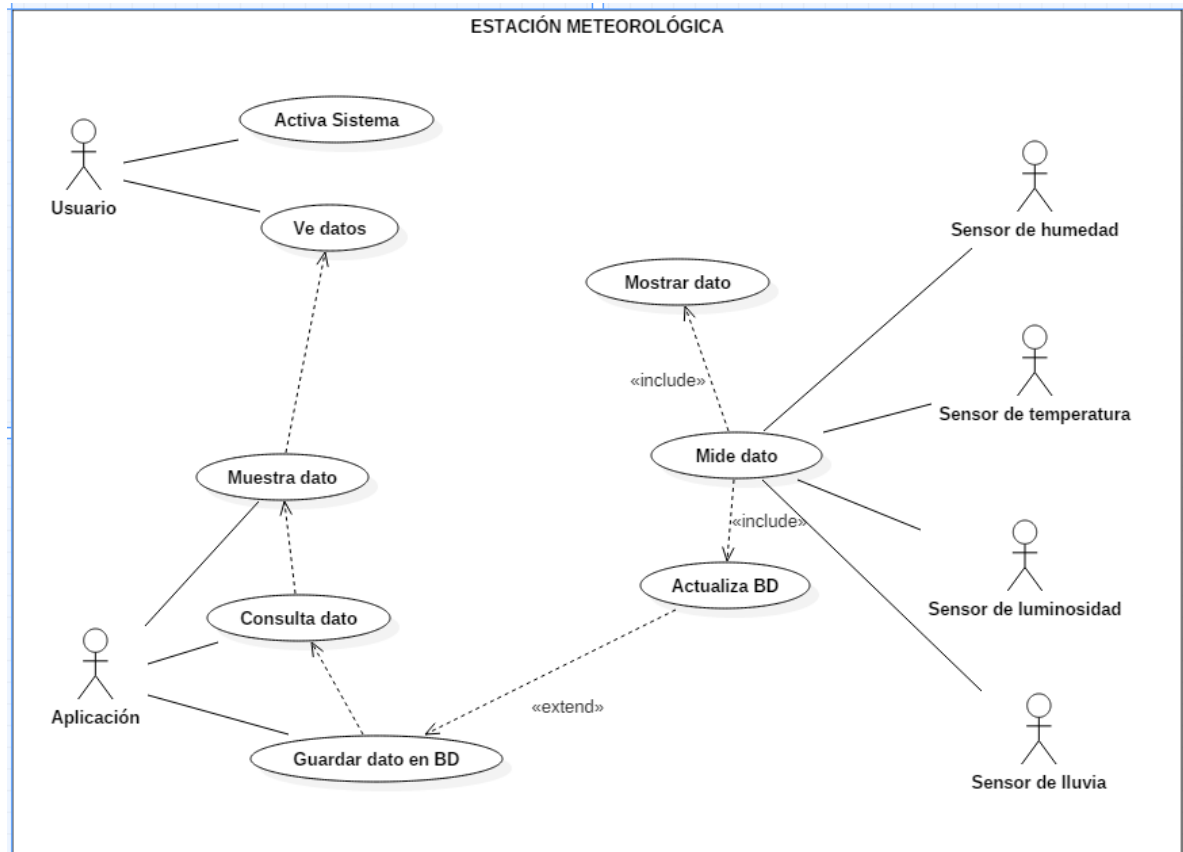 ESTACIÓN METEOROLÓGICA
Activa Sistema
Usuario
Ve datos
Sensor de humedad
Mostrar dato
«include»
Sensor de temperatura
Mide dato
Muestra dato
«include»
Actualiza BD
Sensor de luminosidad
Consulta dato
«extend»
Aplicación
Guardar dato en BD
Sensor de lluvia